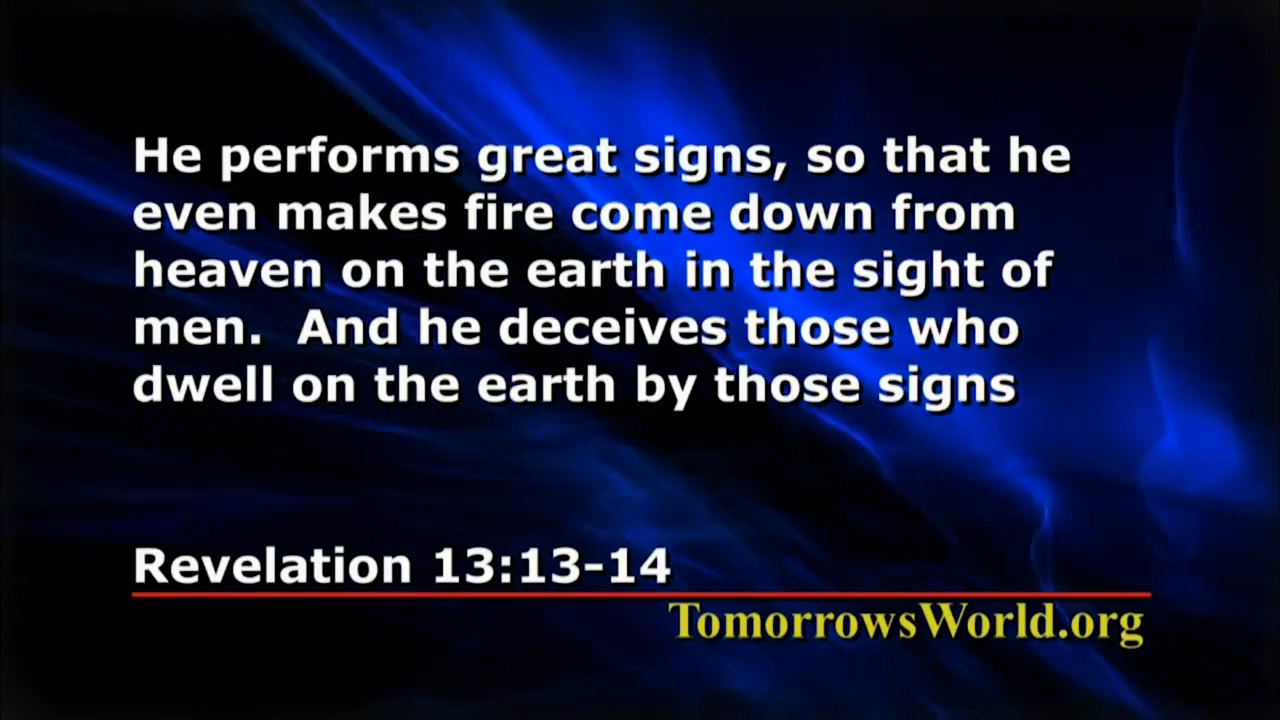 He performs great signs, so that he
even makes fire come down from
heaven on the earth in the sight of
men.  And he deceives those who
dwell on the earth by those signs
Revelation 13:13-14
TomorrowsWorld.org